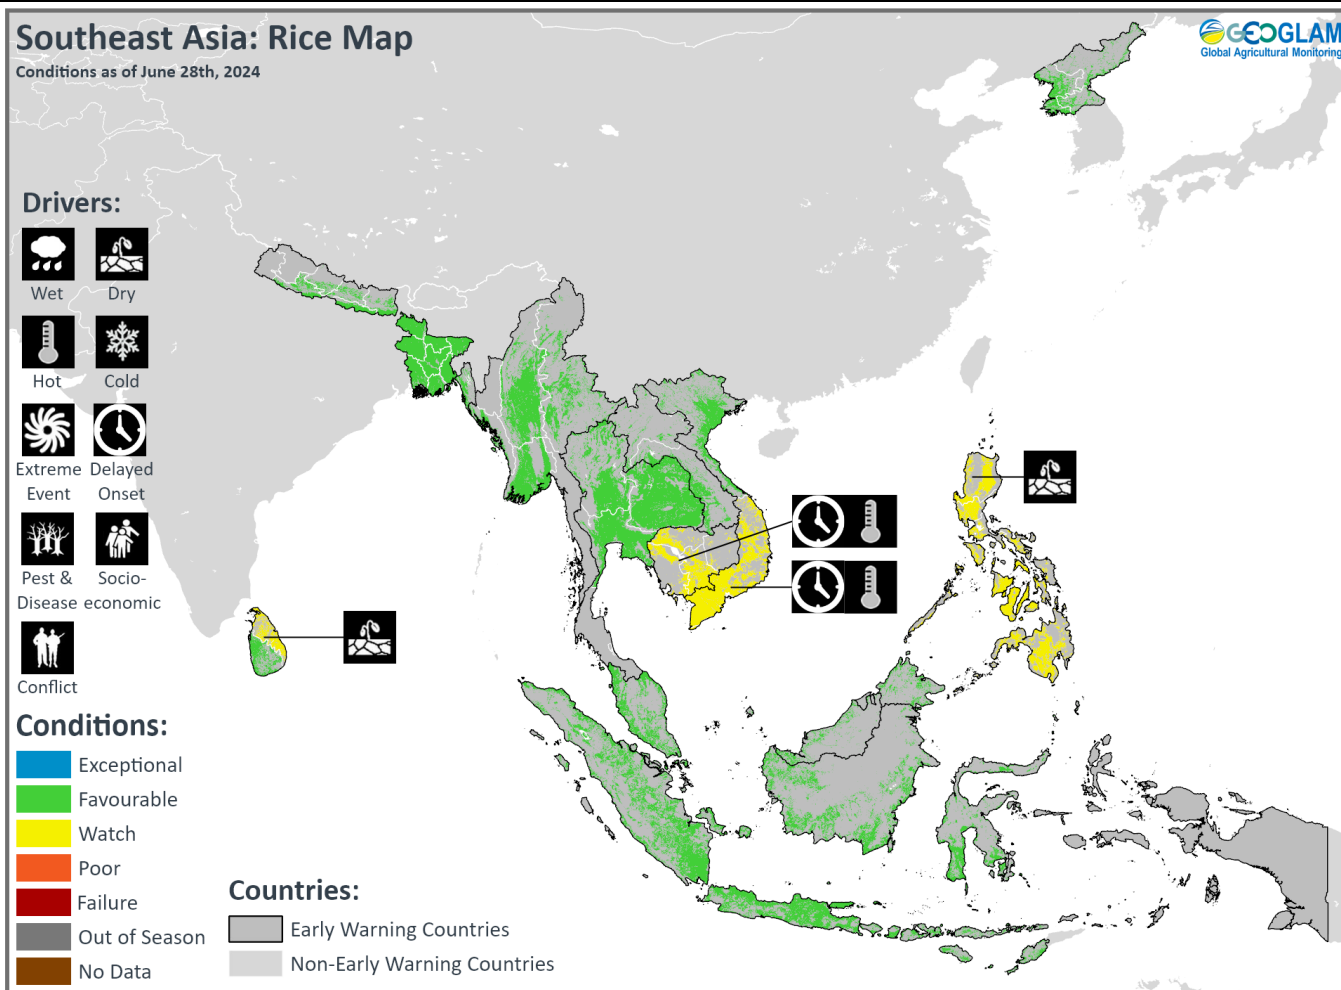 Southeast Asia: Rice Map
Conditions as of June 28th, 2024
GEOGLAM
Global Agricultural Monitoring
Drivers:
Wet
Dry
Hot
Cold
Extreme
Event
Delayed
Onset
Pest &
Disease
Socio-
economic
Conflict
Conditions:
Exceptional
Favourable
Watch
Poor
Failure
Out of Season
No Data
Countries:
Early Warning Countries
Non-Early Warning Countries